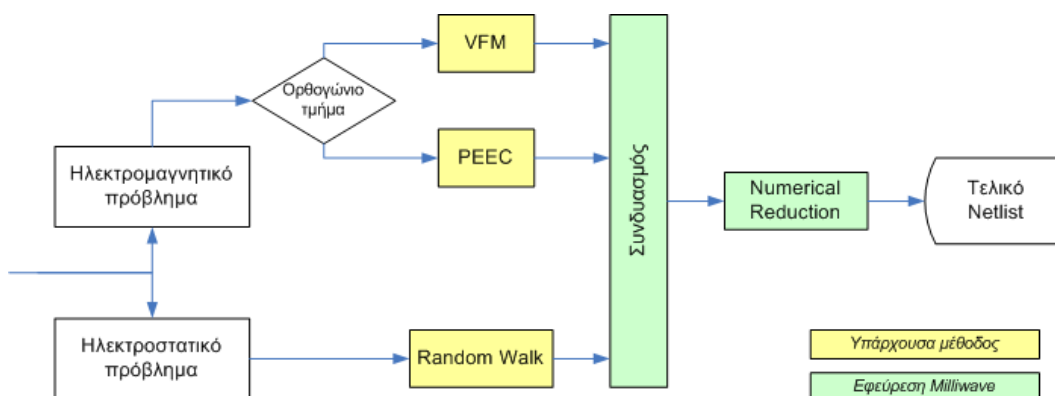 VFM
Ορθογώνιο
τμήμα
PEEC
Ηλεκτρομαγνητικό
πρόβλημα
Συνδυασμός
Numerical
Reduction
Τελικό
Netlist
Ηλεκτροστατικό
πρόβλημα
Random Walk
Υπάρχουσα μέθοδος
Εφεύρεση Milliwave